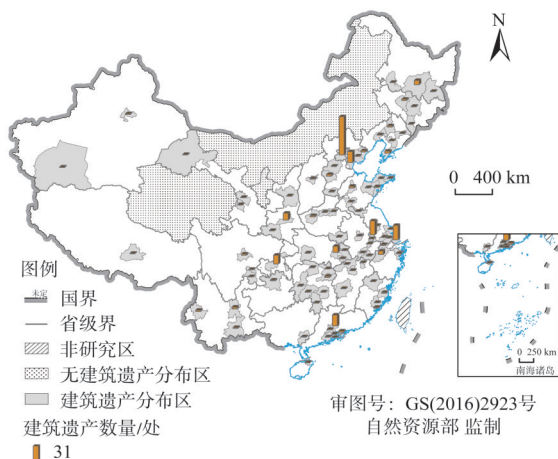 N
0 400 km
图例
未定 国界
省级界
非研究区
无建筑遗产分布区
建筑遗产分布区
建筑遗产数量/处
31
0 250 km
南海诸岛
审图号：GS(2016)2923号
自然资源部 监制